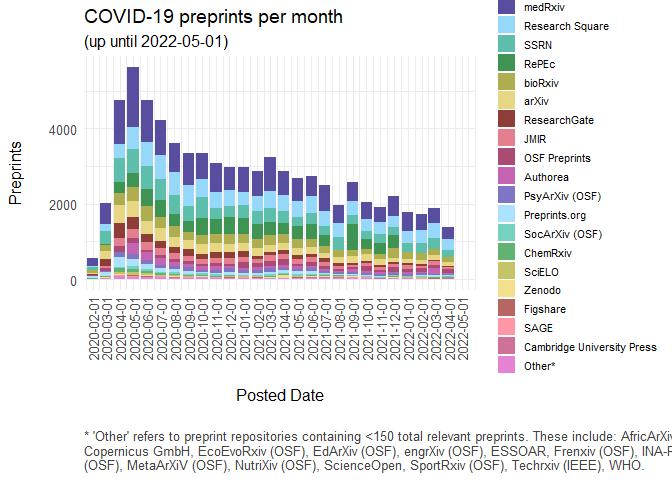 COVID-19 preprints per month
(up until 2022-05-01)
Preprints
4000
2000
0
2020-02-01
2020-03-01
2020-04-01
2020-05-01
2020-06-01
2020-07-01
2020-08-01
2020-09-01
2020-10-01
2020-11-01
2020-12-01
2021-01-01
2021-02-01
2021-03-01
2021-04-01
2021-05-01
2021-06-01
2021-07-01
2021-08-01
2021-09-01
2021-10-01
2021-11-01
2021-12-01
2022-01-01
2022-02-01
2022-03-01
2022-04-01
2022-05-01
Posted Date
medRxiv
Research Square
SSRN
RePEc
bioRxiv
arXiv
ResearchGate
JMIR
OSF Preprints
Authorea
PsyArXiv (OSF)
Preprints.org
SocArXiv (OSF)
ChemRxiv
SciELO
Zenodo
Figshare
SAGE
Cambridge University Press
Other*
* 'Other' refers to preprint repositories containing <150 total relevant preprints. These include: AfricArXiv
Copernicus GmbH, EcoEvoRxiv (OSF), EdArXiv (OSF), engrXiv (OSF), ESSOAR, Frenxiv (OSF), INA-R
(OSF), MetaArXiV (OSF), NutriXiv (OSF), ScienceOpen, SportRxiv (OSF), Techrxiv (IEEE), WHO.